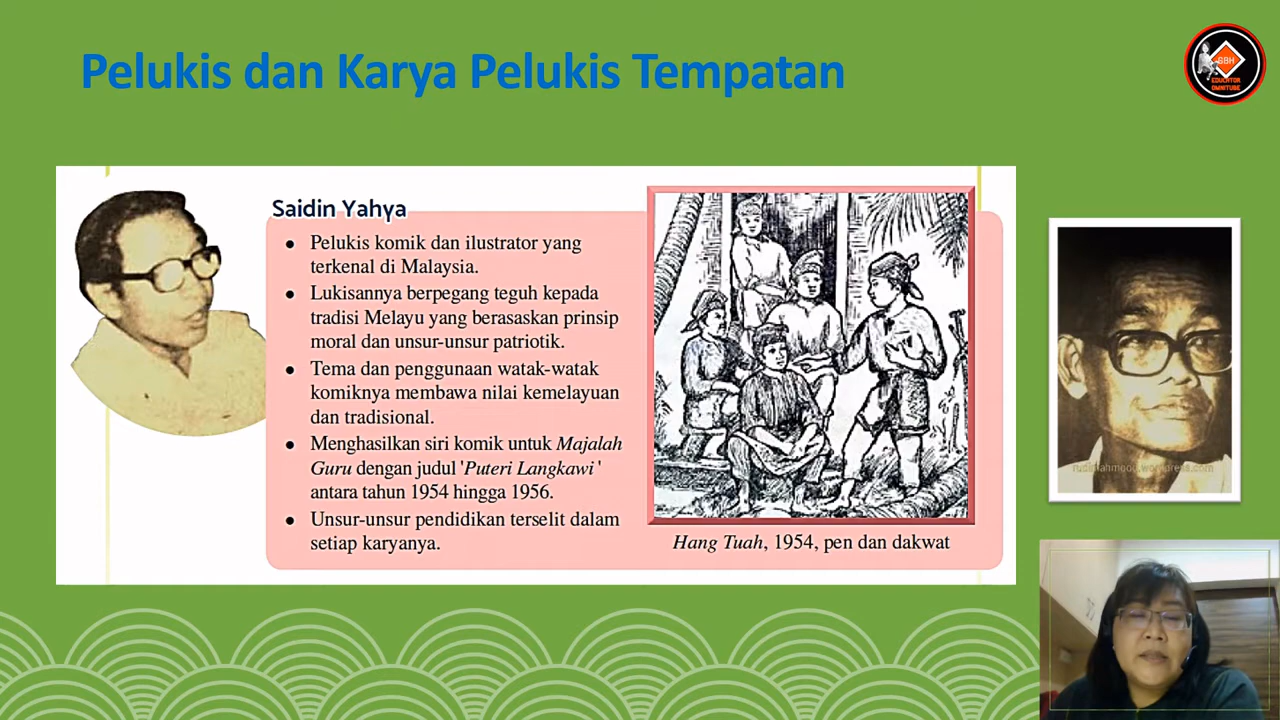 Pelukis dan Karya Pelukis Tempatan
GBH
EDUCATOR
OMNITUBE
Saidin Yahya
• Pelukis komik dan ilustrator yang
terkenal di Malaysia.
• Lukisannya berpegang teguh kepada
tradisi Melayu yang berasaskan prinsip
moral dan unsur-unsur patriotik.
• Tema dan penggunaan watak-watak
komiknya membawa nilai kemelayuan
dan tradisional.
• Menghasilkan siri komik untuk Majalah
Guru dengan judul 'Puteri Langkawi'
antara tahun 1954 hingga 1956.
• Unsur-unsur pendidikan terselit dalam
setiap karyanya.
Hang Tuah, 1954, pen dan dakwat